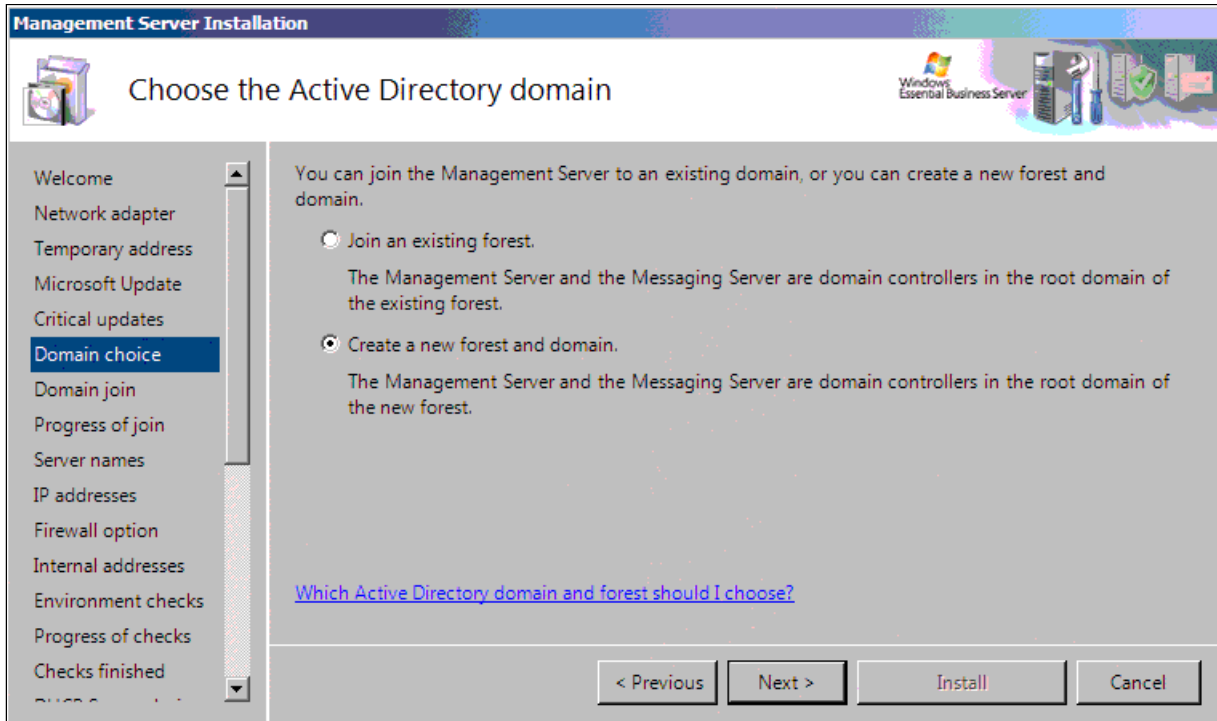 Management Server Installation
Choose the Active Directory domain
Windows
Essential Business Server
Welcome
Network adapter
Temporary address
Microsoft Update
Critical updates
Domain choice
Domain join
Progress of join
Server names
IP addresses
Firewall option
Internal addresses
Environment checks
Progress of checks
Checks finished
You can join the Management Server to an existing domain, or you can create a new forest and
domain.
Join an existing forest.
The Management Server and the Messaging Server are domain controllers in the root domain of
the existing forest.
Create a new forest and domain.
The Management Server and the Messaging Server are domain controllers in the root domain of
the new forest.
Which Active Directory domain and forest should I choose?
< Previous
Next >
Install
Cancel